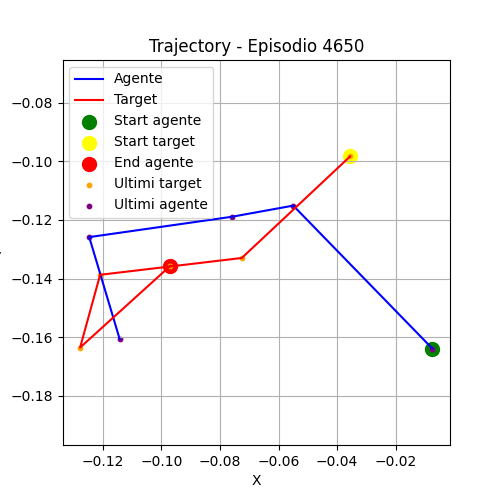 Trajectory - Episodio 4650
Agente
Target
Start agente
Start target
End agente
Ultimi target
Ultimi agente
−0.08
−0.10
−0.12
−0.14
−0.16
−0.18
−0.12 −0.10 −0.08 −0.06 −0.04 −0.02
X